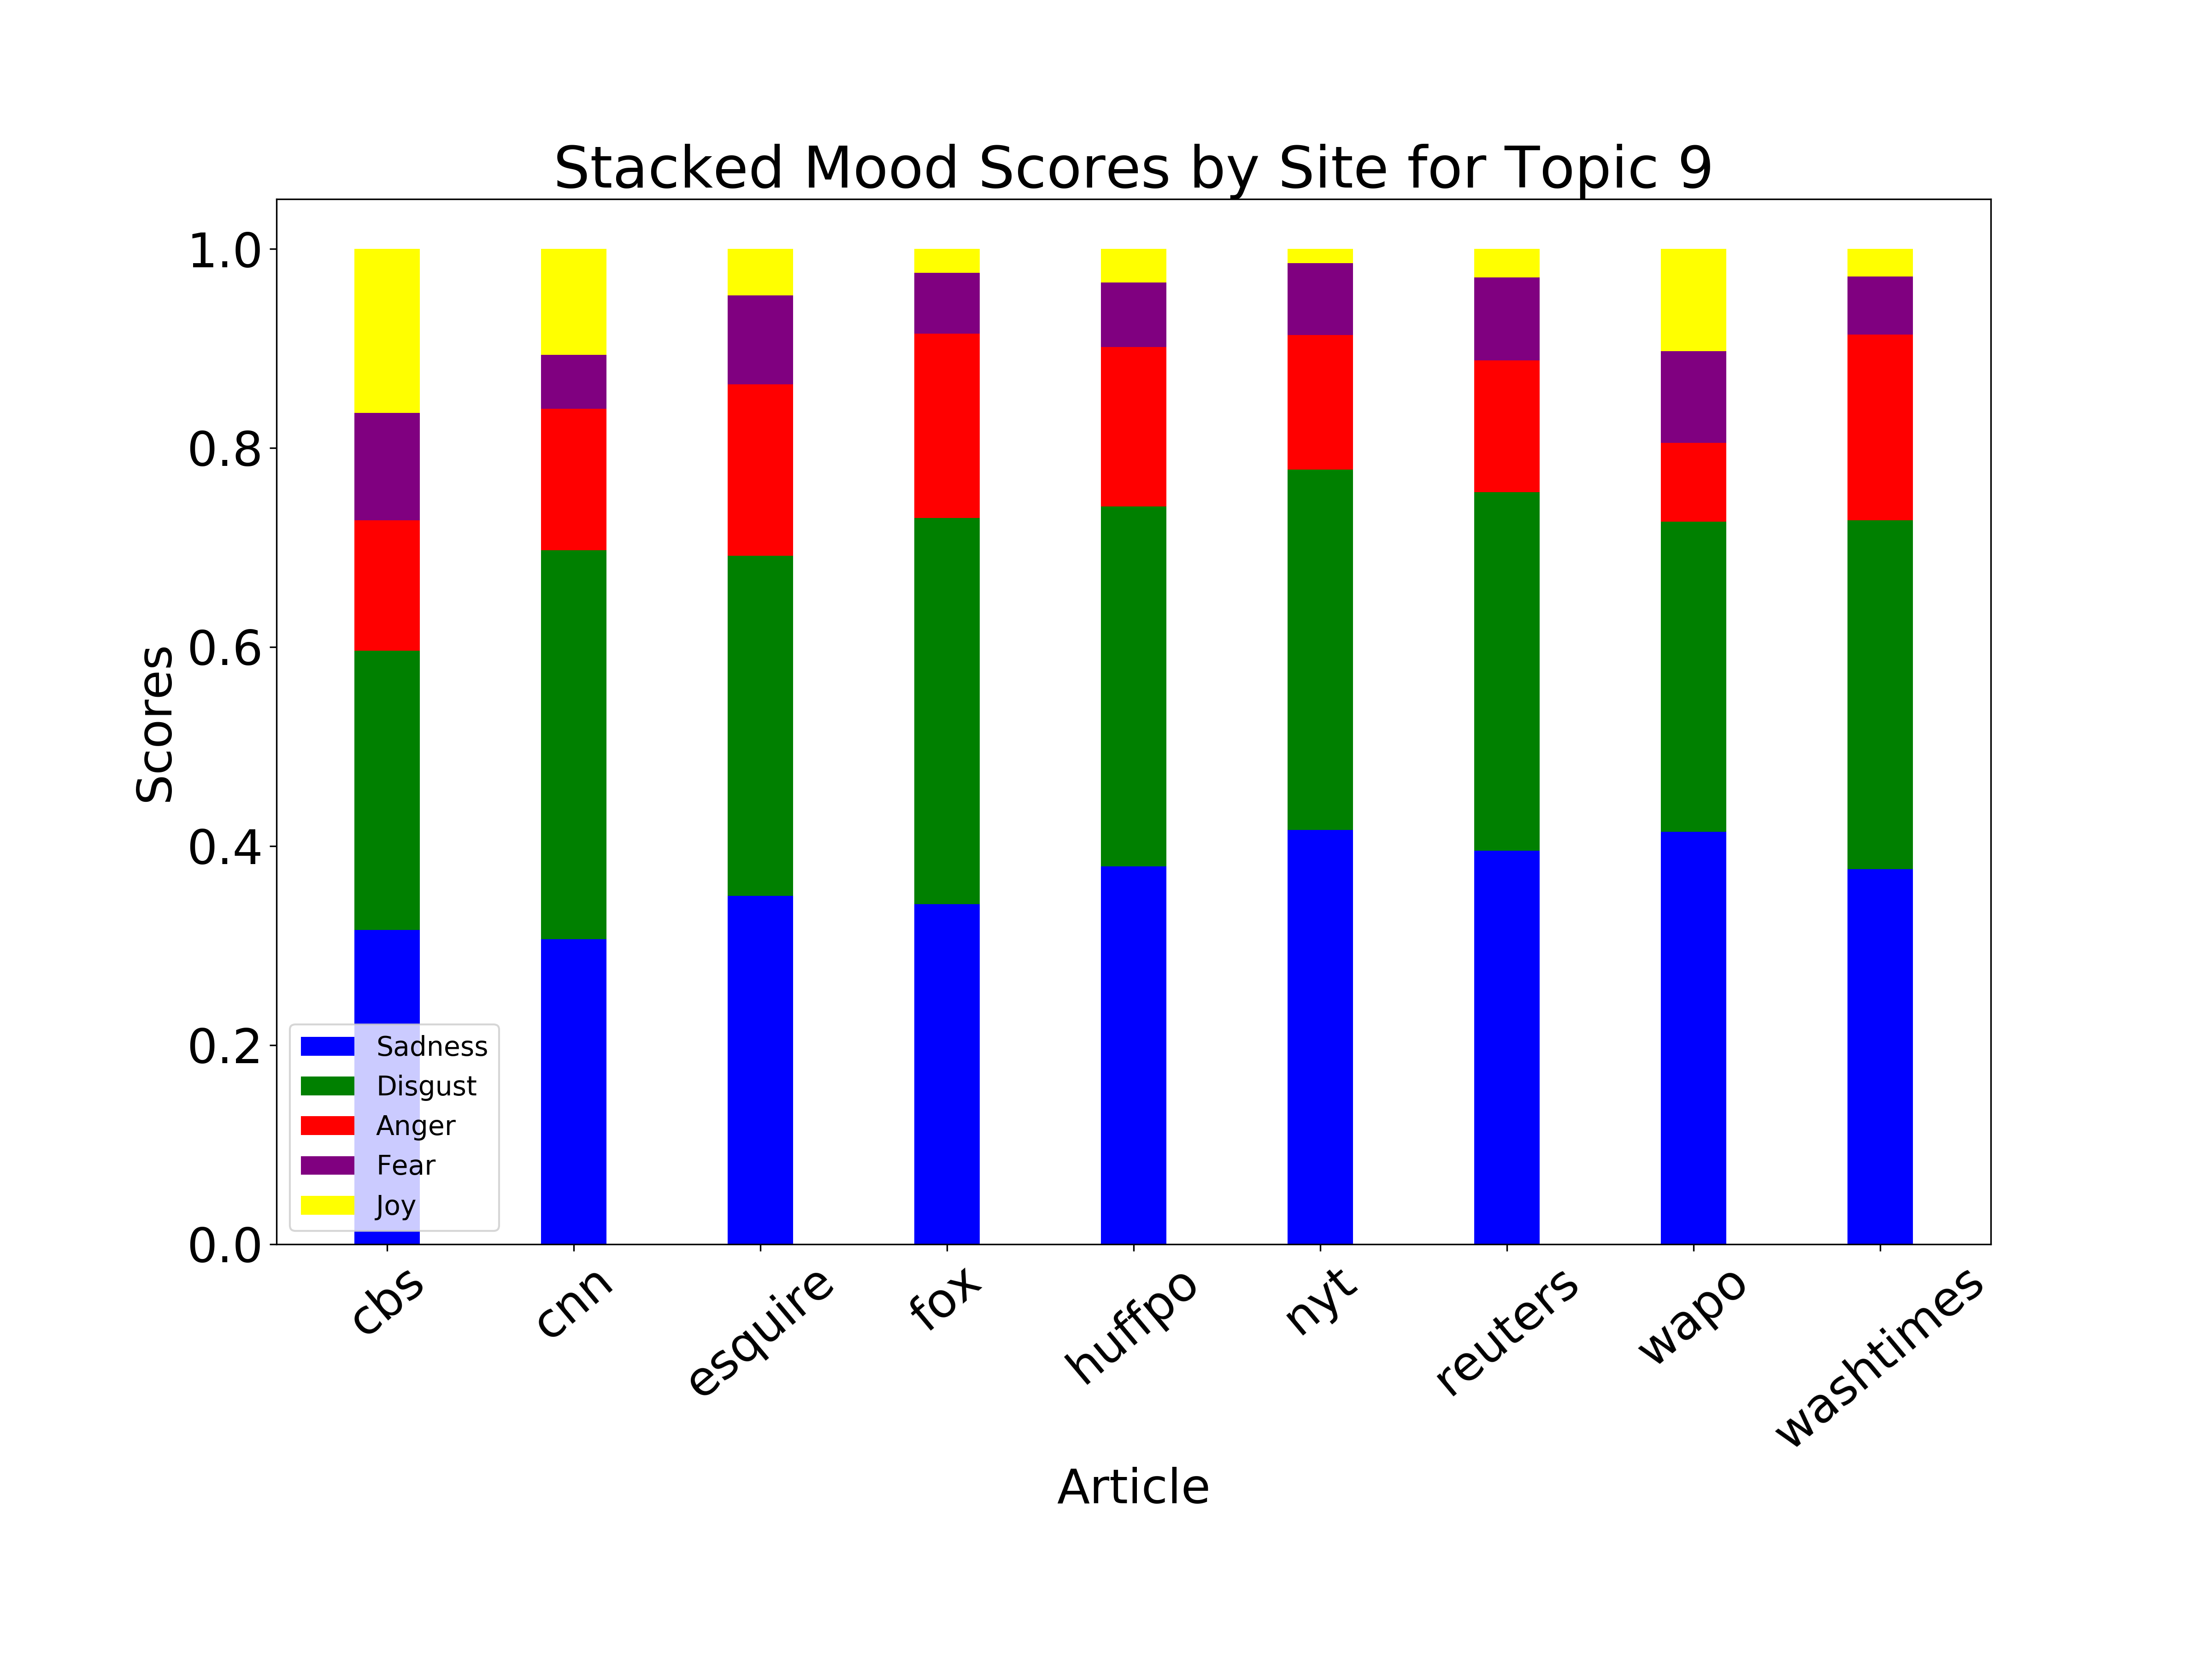 Stacked Mood Scores by Site for Topic 9
1.0
0.8
0.6
0.4
0.2
0.0
Scores
Sadness
Disgust
Anger
Fear
Joy
cbs
cnn
esquire
fox
huffpo
nyt
reuters
wapo
washtimes
Article